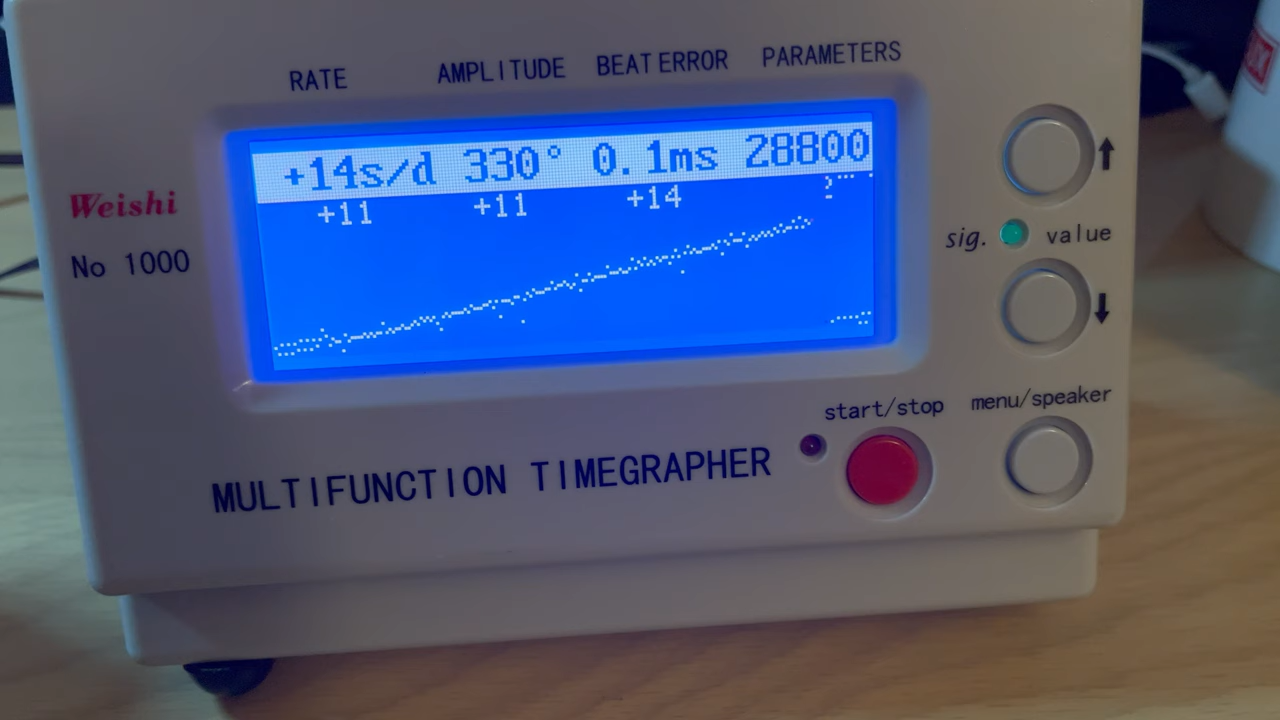 RATE AMPLITUDE BEAT ERROR PARAMETERS
+14s/d 330° 0.1ms 28800
+11 +11 +14
Weishi
No 1000
sig. value
start/stop menu/speaker
MULTIFUNCTION TIMEGRAPHER